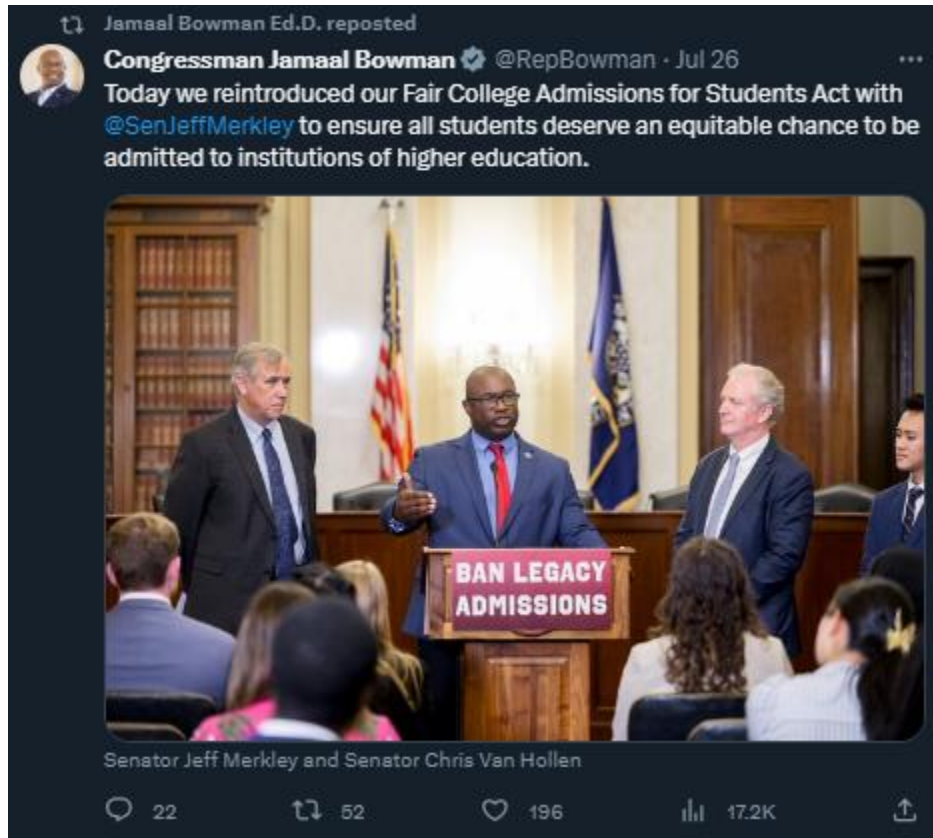 Jamaal Bowman Ed.D. reposted
Congressman Jamaal Bowman @RepBowman · Jul 26
Today we reintroduced our Fair College Admissions for Students Act with
@SenJeffMerkley to ensure all students deserve an equitable chance to be
admitted to institutions of higher education.
BAN LEGACY
ADMISSIONS
Senator Jeff Merkley and Senator Chris Van Hollen
22 52 196 17.2K